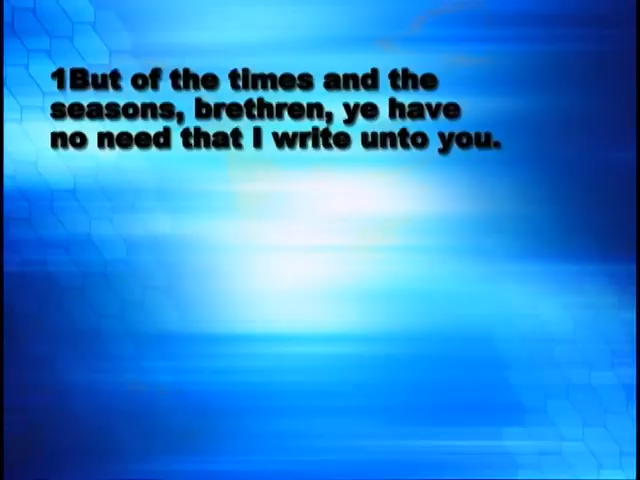 1But of the times and the
seasons, brethren, ye have
no need that I write unto you.